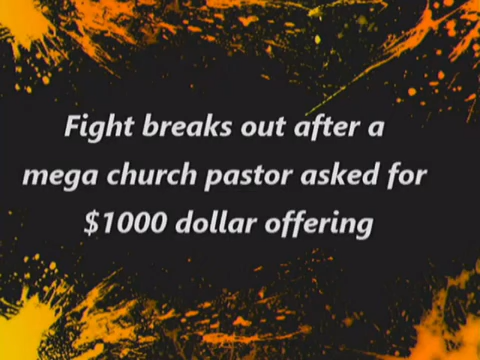 Fight breaks out after a
mega church pastor asked for
$1000 dollar offering